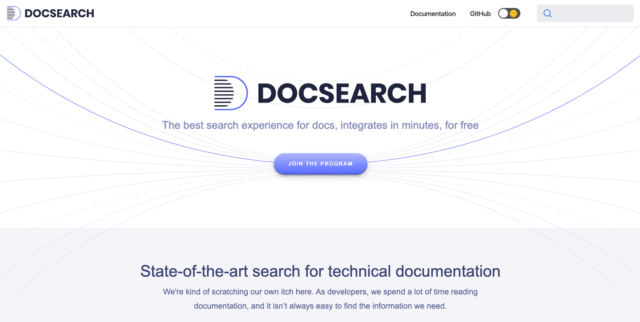 DOCSEARCH
Documentation
GitHub
DOCSEARCH
The best search experience for docs, integrates in minutes, for free
JOIN THE PROGRAM
State-of-the-art search for technical documentation
We're kind of scratching our own itch here. As developers, we spend a lot of time reading
documentation, and it isn't always easy to find the information we need.